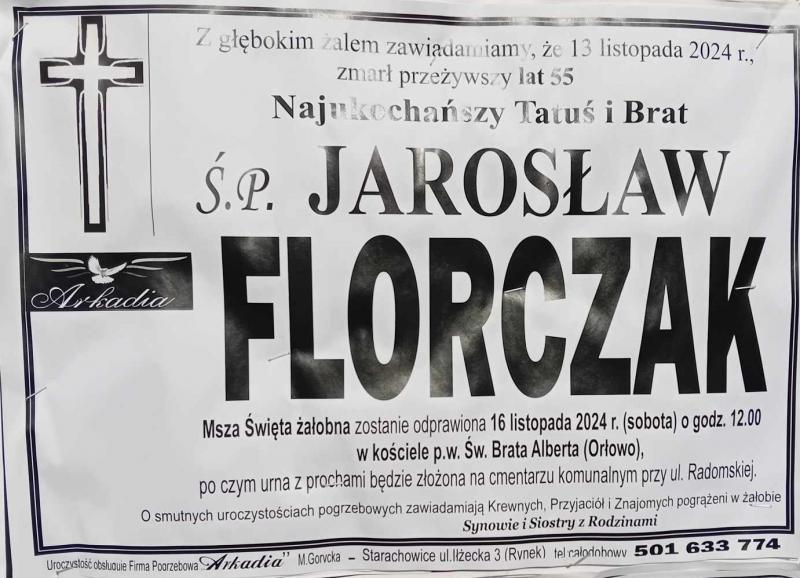 Z głębokim żalem zawiadamiamy, że 13 listopada 2024 r.,
zmarł przeżywszy lat 55
Najukochańszy Tatuś i Brat
Ś.P. JAROSŁAW
FLORCZAK
Arkadia
Msza Święta żałobna zostanie odprawiona 16 listopada 2024 r. (sobota) o godz. 12.00
w kościele p.w. Św. Brata Alberta (Orłowo),
po czym urna z prochami będzie złożona na cmentarzu komunalnym przy ul. Radomskiej.
O smutnych uroczystościach pogrzebowych zawiadamiają Krewnych, Przyjaciół i Znajomych pogrążeni w żałobie
Synowie i Siostry z Rodzinami
Uroczystość obsługuje Firma Pogrzebowa "Arkadia" M.Gorycka – Starachowice ul.Iłżecka 3 (Rynek) tel.całodobowy 501 633 774